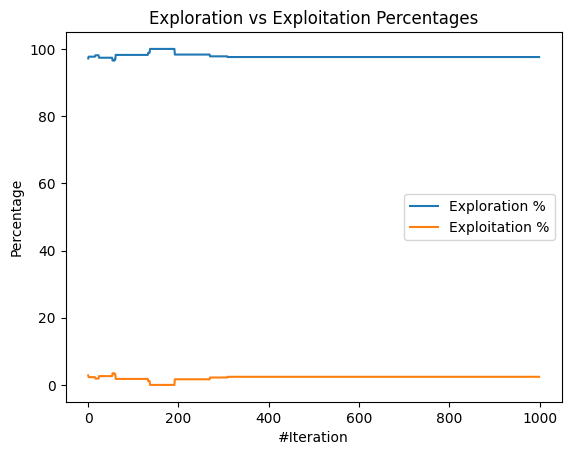 Exploration vs Exploitation Percentages
100
80
60
40
20
0
Percentage
Exploration %
Exploitation %
0
200
400
600
800
1000
#Iteration